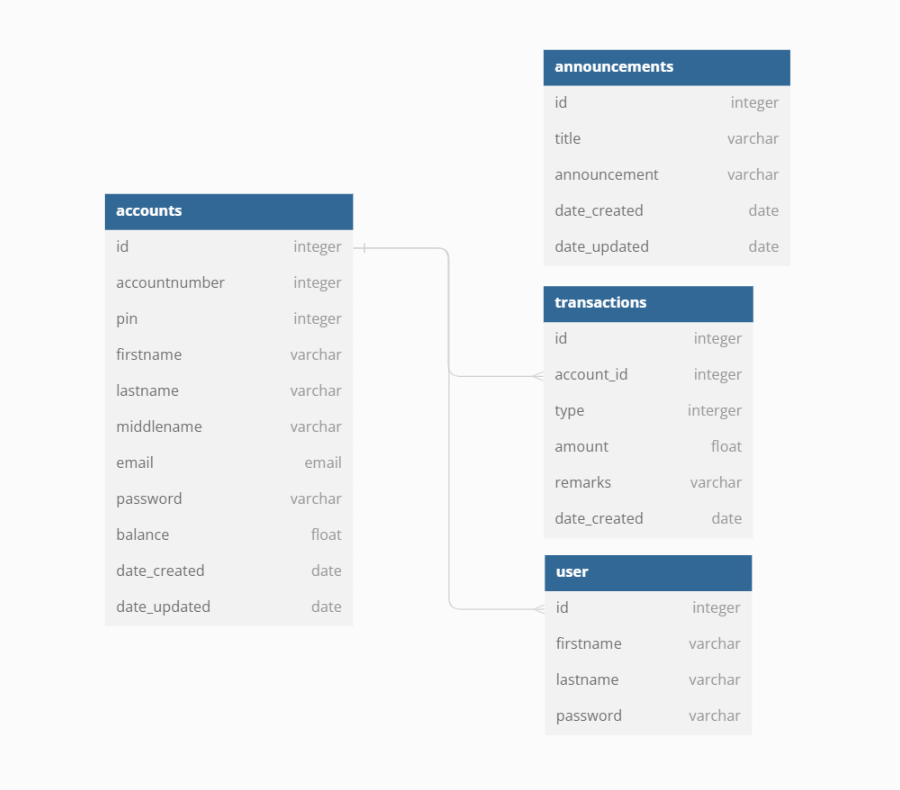 accounts
id integer
accountnumber integer
pin integer
firstname varchar
lastname varchar
middlename varchar
email email
password varchar
balance float
date_created date
date_updated date
announcements
id integer
title varchar
announcement varchar
date_created date
date_updated date
transactions
id integer
account_id integer
type interger
amount float
remarks varchar
date_created date
user
id integer
firstname varchar
lastname varchar
password varchar